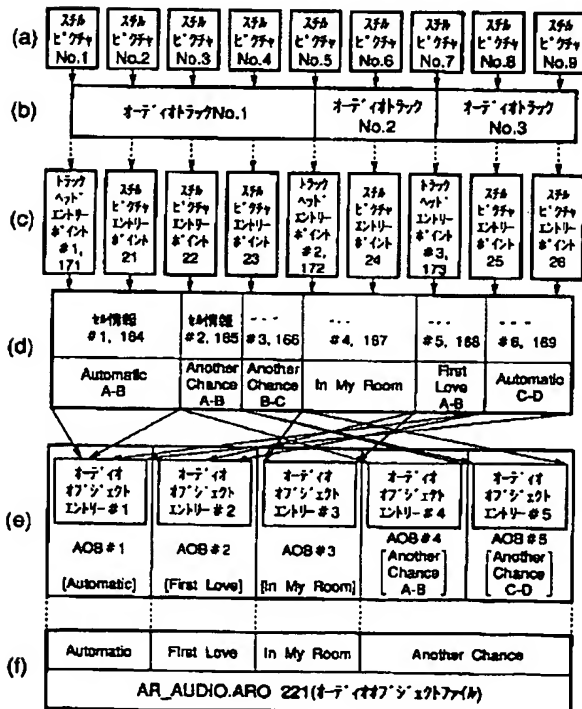 (a)
スチル ピクチャ No.1
スチル ピクチャ No.2
スチル ピクチャ No.3
スチル ピクチャ No.4
スチル ピクチャ No.5
スチル ピクチャ No.6
スチル ピクチャ No.7
スチル ピクチャ No.8
スチル ピクチャ No.9
(b)
オーディオトラックNo.1
オーディオトラック
No.2
オーディオトラック
No.3
(c)
トラック
ヘッド
エントリー
ポイント
#1,
171
スチル
ピクチャ
エントリー
ポイント
21
スチル
ピクチャ
エントリー
ポイント
22
スチル
ピクチャ
エントリー
ポイント
23
トラック
ヘッド
エントリー
ポイント
#2,
172
スチル
ピクチャ
エントリー
ポイント
24
トラック
ヘッド
エントリー
ポイント
#3,
173
スチル
ピクチャ
エントリー
ポイント
25
スチル
ピクチャ
エントリー
ポイント
26
(d)
セル情報
#1, 164
セル情報
#2, 165
---
#3, 166
---
#4, 167
---
#5, 168
---
#6, 169
Automatic
A-B
Another
Chance
A-B
Another
Chance
B-C
In My Room
First
Love
A-B
Automatic
C-D
(e)
オーディオ
オブジェクト
エントリー#1
オーディオ
オブジェクト
エントリー#2
オーディオ
オブジェクト
エントリー#3
オーディオ
オブジェクト
エントリー#4
オーディオ
オブジェクト
エントリー#5
AOB#1
[Automatic]
AOB#2
[First Love]
AOB#3
[In My Room]
AOB#4
[Another
Chance
A-B]
AOB#5
[Another
Chance
C-D]
(f)
Automatic
First Love
In My Room
Another Chance
AR_AUDIO.ARO 221(オーディオオブジェクトファイル)